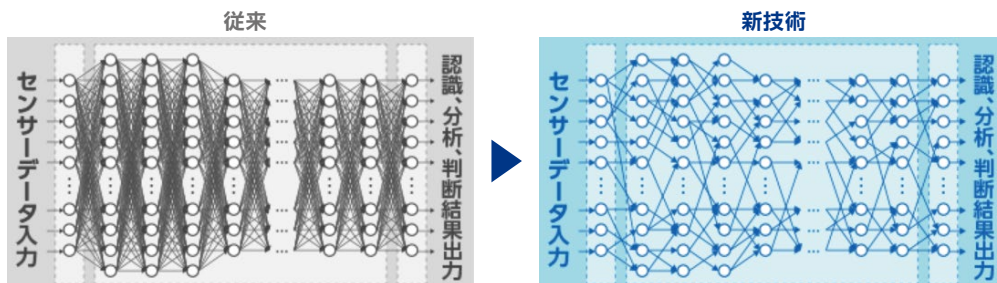 従来
センサーデータ入力
認識、分析、判断結果出力
新技術
センサーデータ入力
認識、分析、判断結果出力